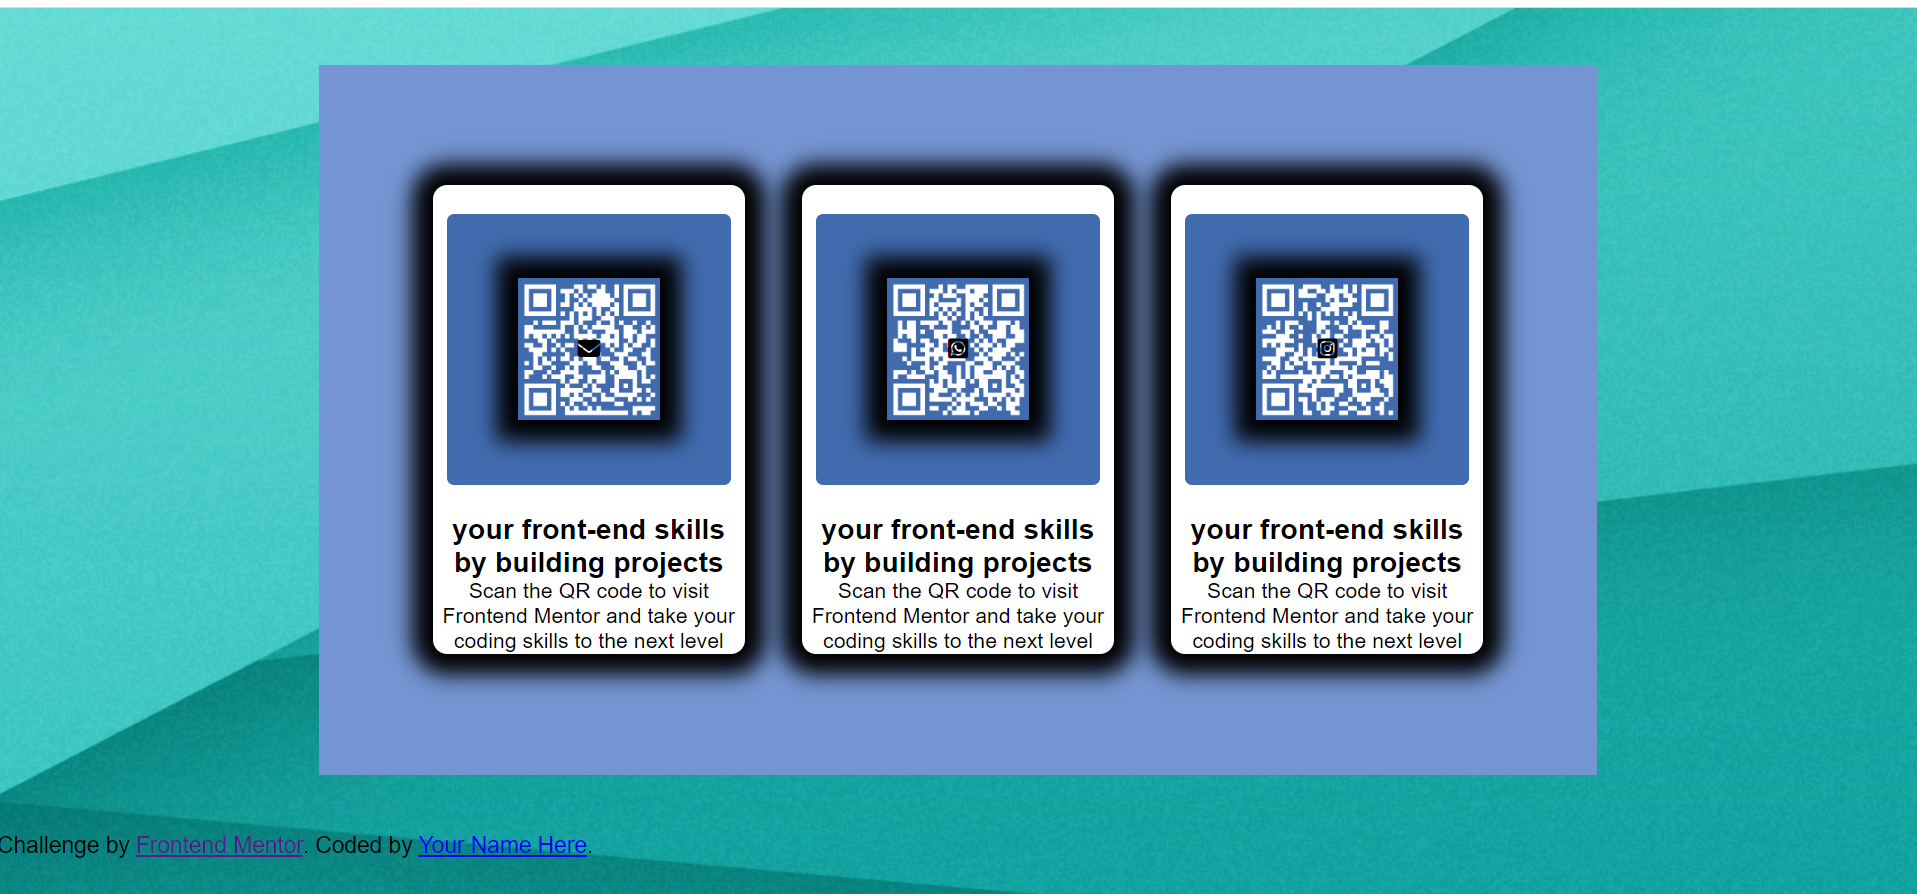 your front-end skills
by building projects
Scan the QR code to visit
Frontend Mentor and take your
coding skills to the next level
your front-end skills
by building projects
Scan the QR code to visit
Frontend Mentor and take your
coding skills to the next level
your front-end skills
by building projects
Scan the QR code to visit
Frontend Mentor and take your
coding skills to the next level
Challenge by Frontend Mentor. Coded by Your Name Here.